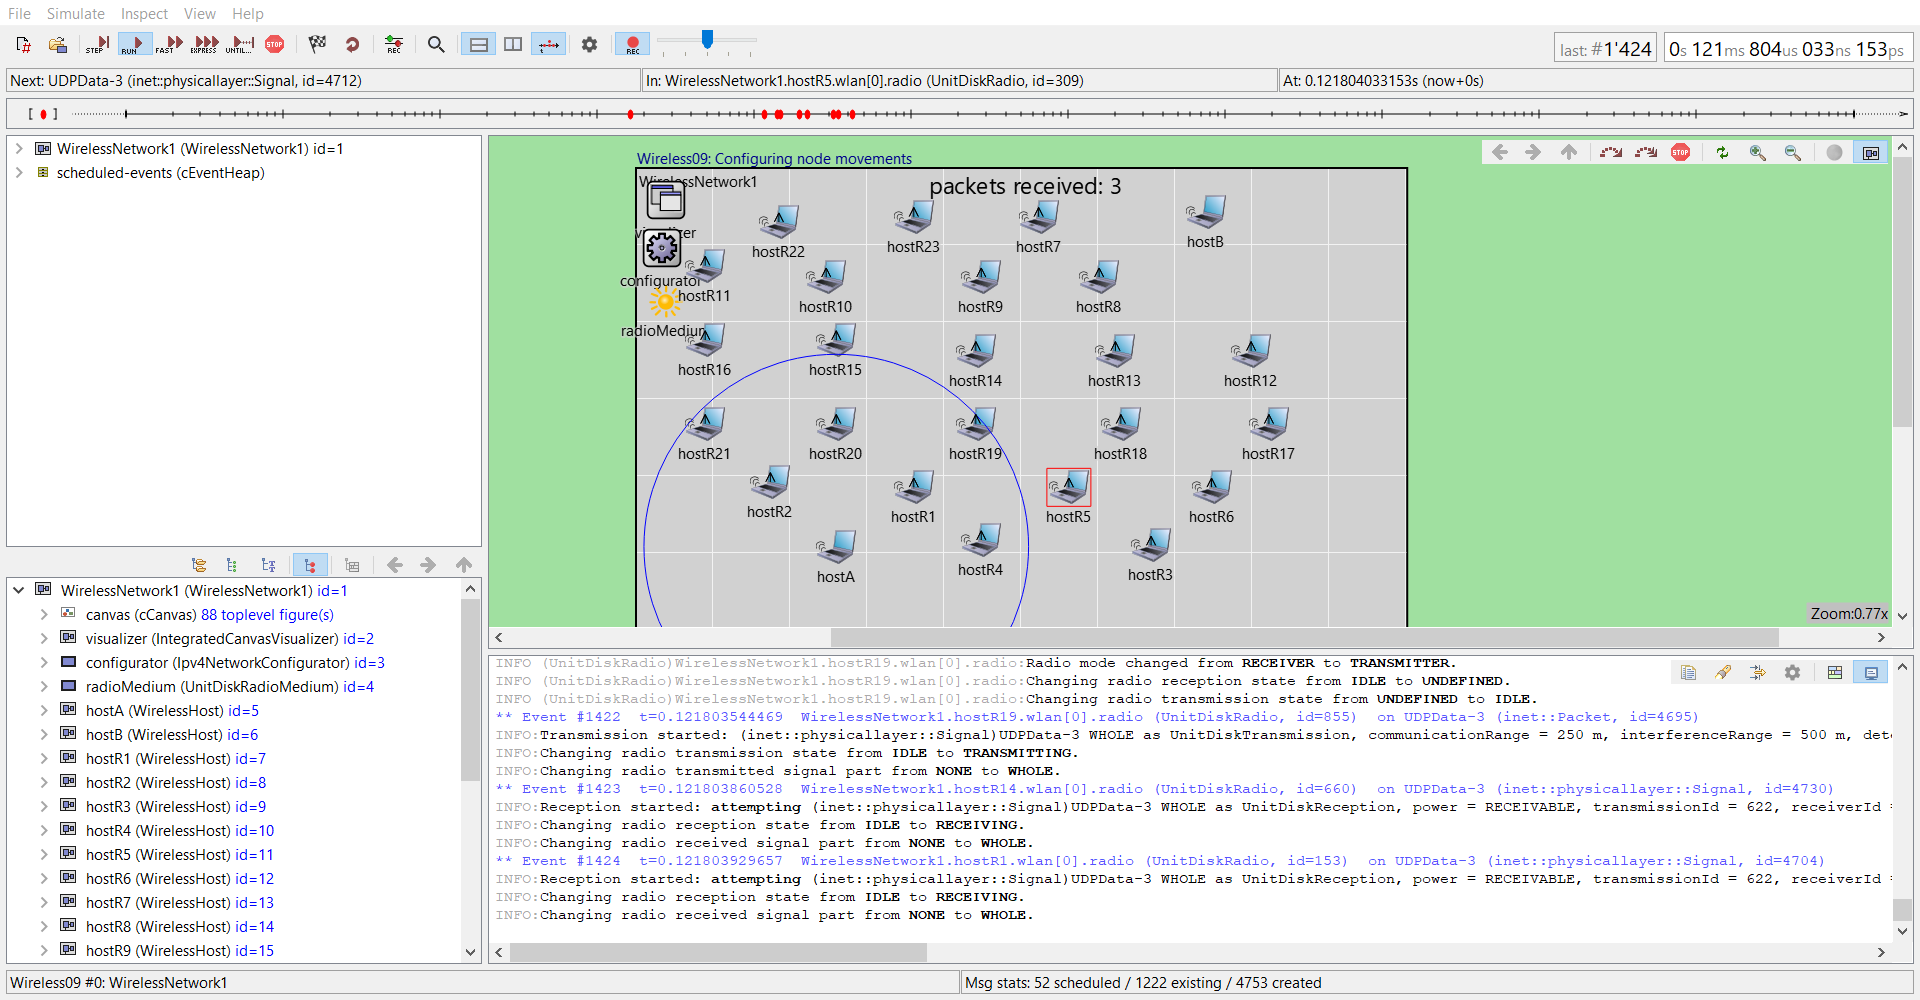 File Simulate Inspect View Help
STEP RUN FAST EXPRESS UNTIL... STOP REC REC
last: #1'424 0s 121ms 804us 033ns 153ps
Next: UDPData-3 (inet::physicallayer::Signal, id=4712) In: WirelessNetwork1.hostR5.wlan[0].radio (UnitDiskRadio, id=309) At: 0.121804033153s (now+0s)
WirelessNetwork1 (WirelessNetwork1) id=1
scheduled-events (cEventHeap)
WirelessNetwork1 (WirelessNetwork1) id=1
canvas (cCanvas) 88 toplevel figure(s)
visualizer (IntegratedCanvasVisualizer) id=2
configurator (Ipv4NetworkConfigurator) id=3
radioMedium (UnitDiskRadioMedium) id=4
hostA (WirelessHost) id=5
hostB (WirelessHost) id=6
hostR1 (WirelessHost) id=7
hostR2 (WirelessHost) id=8
hostR3 (WirelessHost) id=9
hostR4 (WirelessHost) id=10
hostR5 (WirelessHost) id=11
hostR6 (WirelessHost) id=12
hostR7 (WirelessHost) id=13
hostR8 (WirelessHost) id=14
hostR9 (WirelessHost) id=15
Wireless09: Configuring node movements
STOP
WirelessNetwork1
packets received: 3
visualizer
hostR22 hostR23 hostR7 hostB
configurator
hostR11 hostR10 hostR9 hostR8
radioMedium
hostR16 hostR15 hostR14 hostR13 hostR12
hostR21 hostR20 hostR19 hostR18 hostR17
hostR2 hostR1 hostR5 hostR6
hostA hostR4 hostR3
Zoom:0.77x
INFO (UnitDiskRadio)WirelessNetwork1.hostR19.wlan[0].radio:Radio mode changed from RECEIVER to TRANSMITTER.
INFO (UnitDiskRadio)WirelessNetwork1.hostR19.wlan[0].radio:Changing radio reception state from IDLE to UNDEFINED.
INFO (UnitDiskRadio)WirelessNetwork1.hostR19.wlan[0].radio:Changing radio transmission state from UNDEFINED to IDLE.
** Event #1422 t=0.121803544469 WirelessNetwork1.hostR19.wlan[0].radio (UnitDiskRadio, id=855) on UDPData-3 (inet::Packet, id=4695)
INFO:Transmission started: (inet::physicallayer::Signal)UDPData-3 WHOLE as UnitDiskTransmission, communicationRange = 250 m, interferenceRange = 500 m, dete
INFO:Changing radio transmission state from IDLE to TRANSMITTING.
INFO:Changing radio transmitted signal part from NONE to WHOLE.
** Event #1423 t=0.121803860528 WirelessNetwork1.hostR14.wlan[0].radio (UnitDiskRadio, id=660) on UDPData-3 (inet::physicallayer::Signal, id=4730)
INFO:Reception started: attempting (inet::physicallayer::Signal)UDPData-3 WHOLE as UnitDiskReception, power = RECEIVABLE, transmissionId = 622, receiverId =
INFO:Changing radio reception state from IDLE to RECEIVING.
INFO:Changing radio received signal part from NONE to WHOLE.
** Event #1424 t=0.121803929657 WirelessNetwork1.hostR1.wlan[0].radio (UnitDiskRadio, id=153) on UDPData-3 (inet::physicallayer::Signal, id=4704)
INFO:Reception started: attempting (inet::physicallayer::Signal)UDPData-3 WHOLE as UnitDiskReception, power = RECEIVABLE, transmissionId = 622, receiverId =
INFO:Changing radio reception state from IDLE to RECEIVING.
INFO:Changing radio received signal part from NONE to WHOLE.
Wireless09 #0: WirelessNetwork1 Msg stats: 52 scheduled / 1222 existing / 4753 created